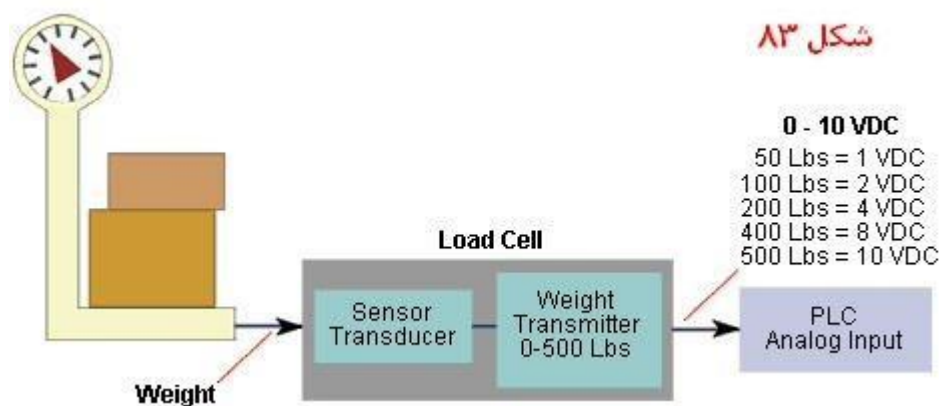 شکل ۸۳
0 - 10 VDC
50 Lbs = 1 VDC
100 Lbs = 2 VDC
200 Lbs = 4 VDC
400 Lbs = 8 VDC
500 Lbs = 10 VDC
Load Cell
Sensor
Transducer
Weight
Transmitter
0-500 Lbs
PLC
Analog Input
Weight